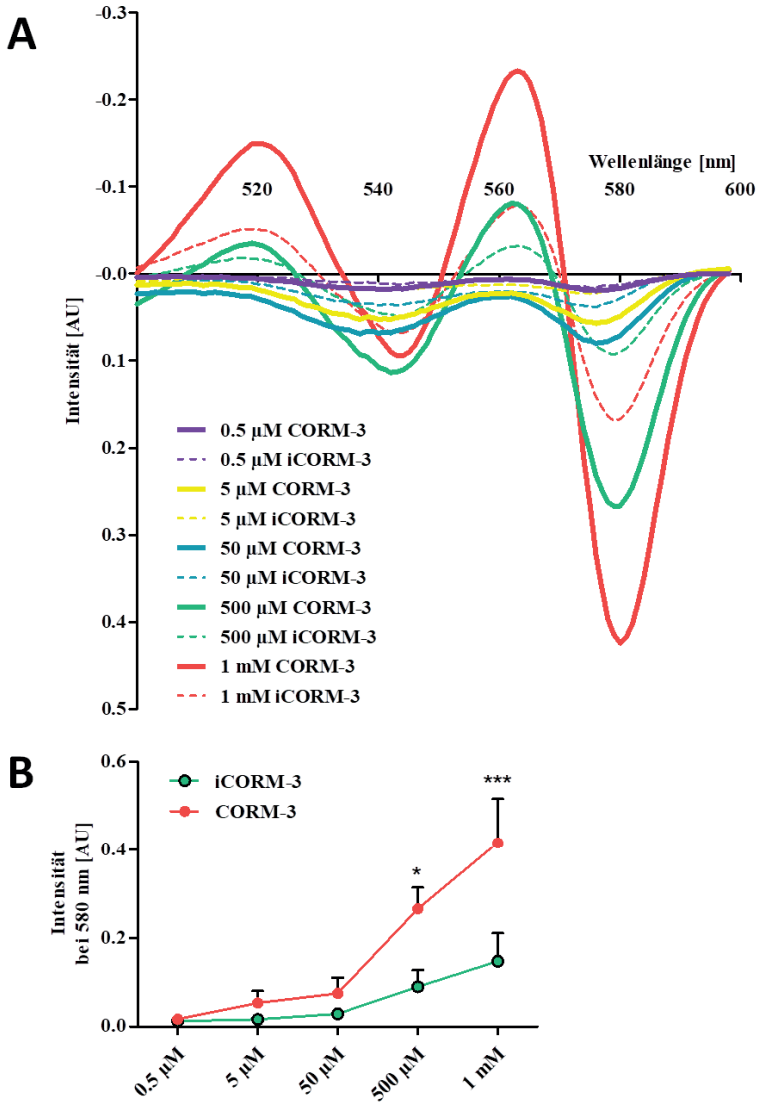 A
-0.3
-0.2
-0.1
-0.0
0.1
0.2
0.3
0.4
0.5
Intensität [AU]
Wellenlänge [nm]
520
540
560
580
600
0.5 µM CORM-3
0.5 µM iCORM-3
5 µM CORM-3
5 µM iCORM-3
50 µM CORM-3
50 µM iCORM-3
500 µM CORM-3
500 µM iCORM-3
1 mM CORM-3
1 mM iCORM-3
B
0.6
0.4
0.2
0.0
Intensität
bei 580 nm [AU]
iCORM-3
CORM-3
*
***
0.5 µM
5 µM
50 µM
500 µM
1 mM